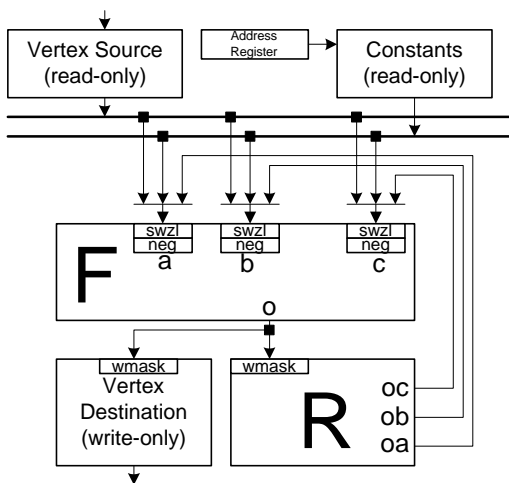 Vertex Source
(read-only)
Address
Register
Constants
(read-only)
swzl
neg
a
swzl
neg
b
swzl
neg
c
F
o
wmask
Vertex
Destination
(write-only)
wmask
R
oc
ob
oa